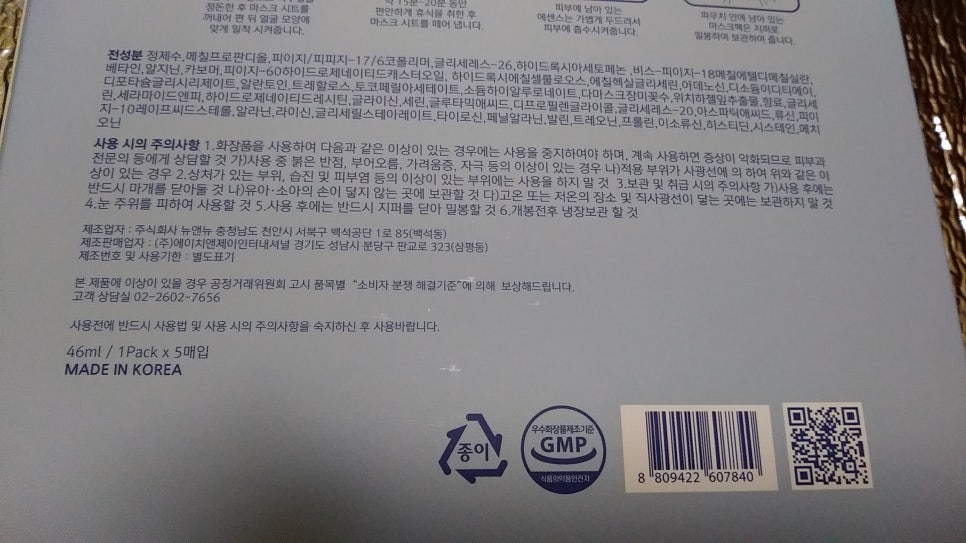 정돈한 후 마스크 시트를
꺼내어 편 뒤 얼굴 모양에
맞게 밀착 시켜줍니다.
약 15분~20분 동안
편안하게 휴식을 취한 후
마스크 시트를 떼어 냅니다.
피부에 남아 있는
에센스는 가볍게 두드려서
피부에 흡수시켜줍니다.
파우치 안에 남아 있는
마스크팩은 지퍼로
밀봉하여 보관하여 줍니다.
전성분 정제수,메칠프로판디올,피이지/피피지-17/6코폴리머,글리세레스-26,하이드록시아세토페논,비스-피이지-18메칠에텔디메칠실란,
베타인,알지닌,카보머,피이지-60하이드로제네이티드캐스터오일, 하이드록시에칠셀룰로오스,에칠헥실글리세린,아데노신,디소듐이디티에이,
디포타슘글리시리제이트,알란토인,트레할로스,토코페릴아세테이트,소듐하이알루로네이트,다마스크장미꽃수,위치하젤잎추출물,향료,글리세
린,세라마이드엔피,하이드로제네이티드레시틴,글라이신,세린,글루타믹애씨드,디프로필렌글라이콜,글리세레스-20,아스파틱애씨드,류신,피이
지-10레이프씨드스테롤,알라닌,라이신,글리세릴스테아레이트,타이로신,페닐알라닌,발린,트레오닌,프롤린,이소류신,히스티딘,시스테인,메치
오닌
사용 시의 주의사항 1.화장품을 사용하여 다음과 같은 이상이 있는 경우에는 사용을 중지하여야 하며, 계속 사용하면 증상이 악화되므로 피부과
전문의 등에게 상담할 것 가)사용 중 붉은 반점, 부어오름, 가려움증, 자극 등의 이상이 있는 경우 나)적용 부위가 사광선에 의 하여 위와 같은 이
상이 있는 경우 2.상처가 있는 부위, 습진 및 피부염 등의 이상이 있는 부위에는 사용을 하지 말 것 3.보관 및 취급 시의 주의사항 가)사용 후에는
반드시 마개를 닫아둘 것 나)유아·소아의 손이 닿지 않는 곳에 보관할 것 다)고온 또는 저온의 장소 및 직사광선이 닿는 곳에는 보관하지 말 것
4.눈 주위를 피하여 사용할 것 5.사용 후에는 반드시 지퍼를 닫아 밀봉할 것 6.개봉전후 냉장보관 할 것
제조업자 : 주식회사 뉴앤뉴 충청남도 천안시 서북구 백석공단 1로 85(백석동)
제조판매업자 : (주)에이치앤제이인터내셔널 경기도 성남시 분당구 판교로 323(삼평동)
제조번호 및 사용기한 : 별도표기
본 제품에 이상이 있을 경우 공정거래위원회 고시 품목별 "소비자 분쟁 해결기준"에 의해 보상해드립니다.
고객 상담실 02-2602-7656
사용전에 반드시 사용법 및 사용 시의 주의사항을 숙지하신 후 사용바랍니다.
46ml / 1Pack x 5매입
MADE IN KOREA
종이
우수화장품제조기준
GMP
식품의약품안전처
8 809422 607840